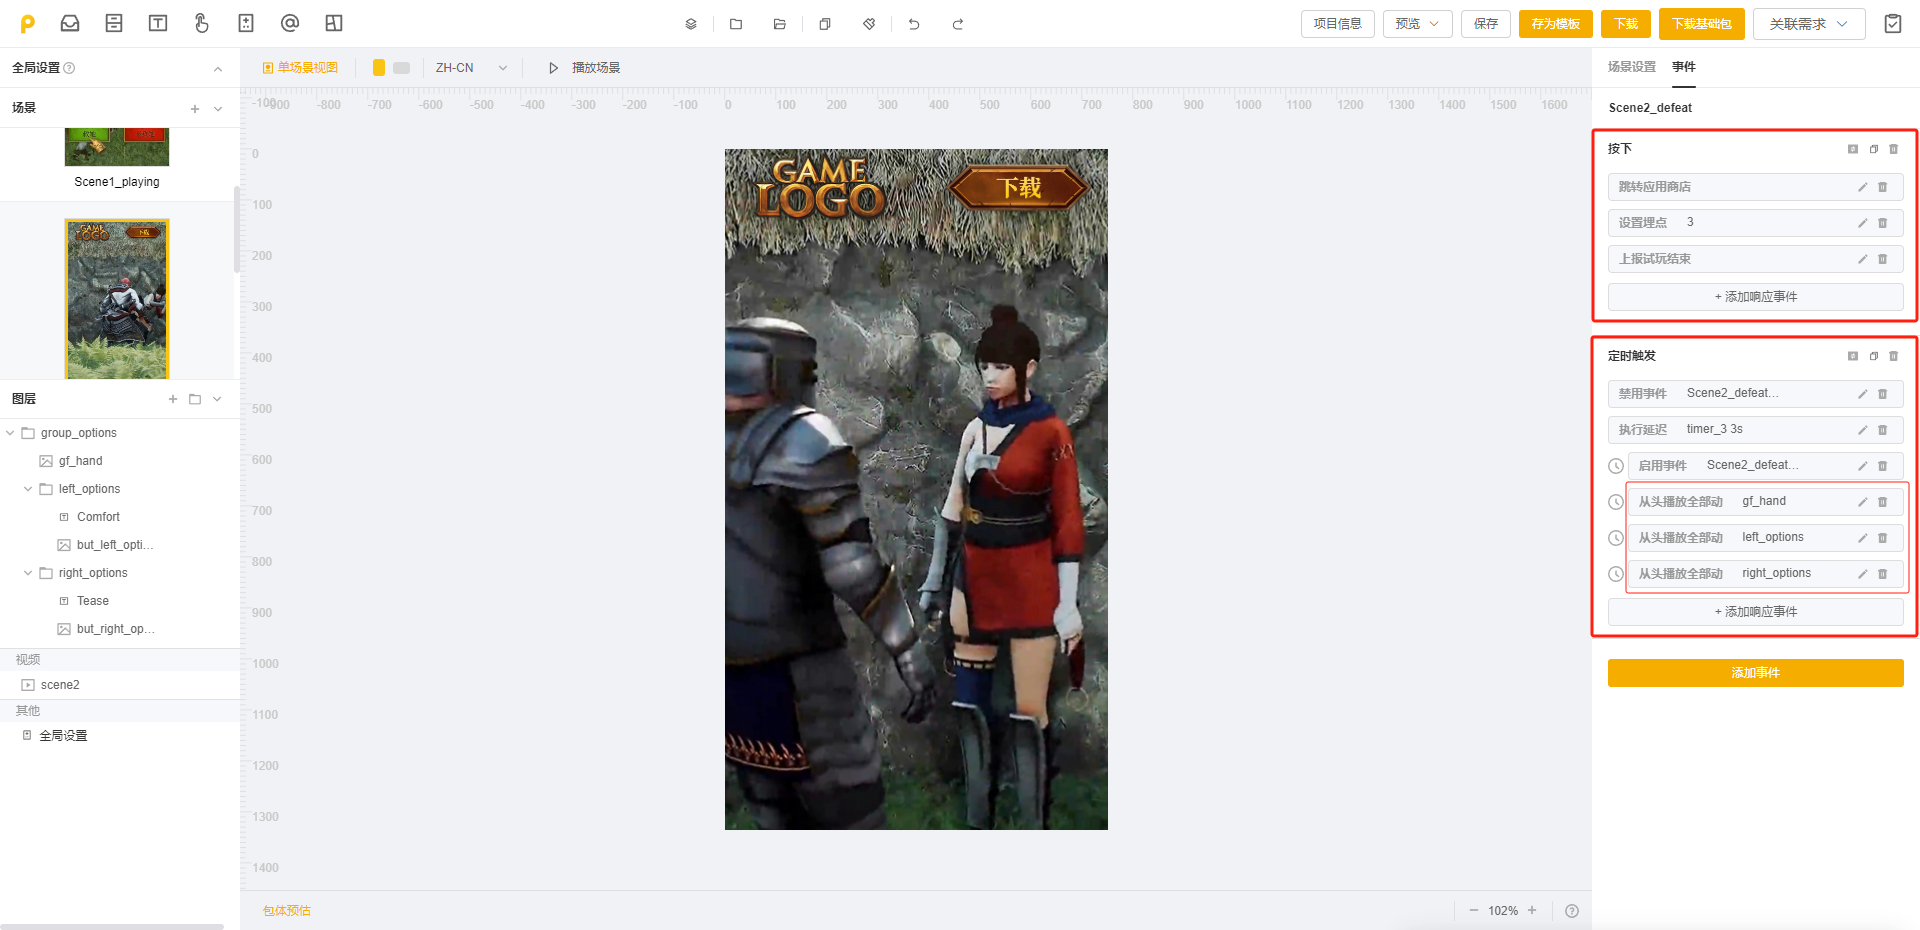 项目信息
预览
保存
存为模板
下载
下载基础包
关联需求
全局设置
单场景视图
ZH-CN
播放场景
场景设置
事件
场景
-100
-900 -800 -700 -600 -500 -400 -300 -200 -100 0 100 200 300 400 500 600 700 800 900 1000 1100 1200 1300 1400 1500 1600
Scene2_defeat
Scene1_playing
GAME
LOGO
下载
GAME
LOGO
下载
0
100
200
300
400
500
600
700
800
900
1000
1100
1200
1300
1400
按下
跳转应用商店
设置埋点 3
上报试玩结束
+ 添加响应事件
定时触发
禁用事件 Scene2_defeat...
执行延迟 timer_3 3s
启用事件 Scene2_defeat...
从头播放全部动 gf_hand
从头播放全部动 left_options
从头播放全部动 right_options
+ 添加响应事件
添加事件
图层
group_options
gf_hand
left_options
Comfort
but_left_opti...
right_options
Tease
but_right_op...
视频
scene2
其他
全局设置
包体预估
102%